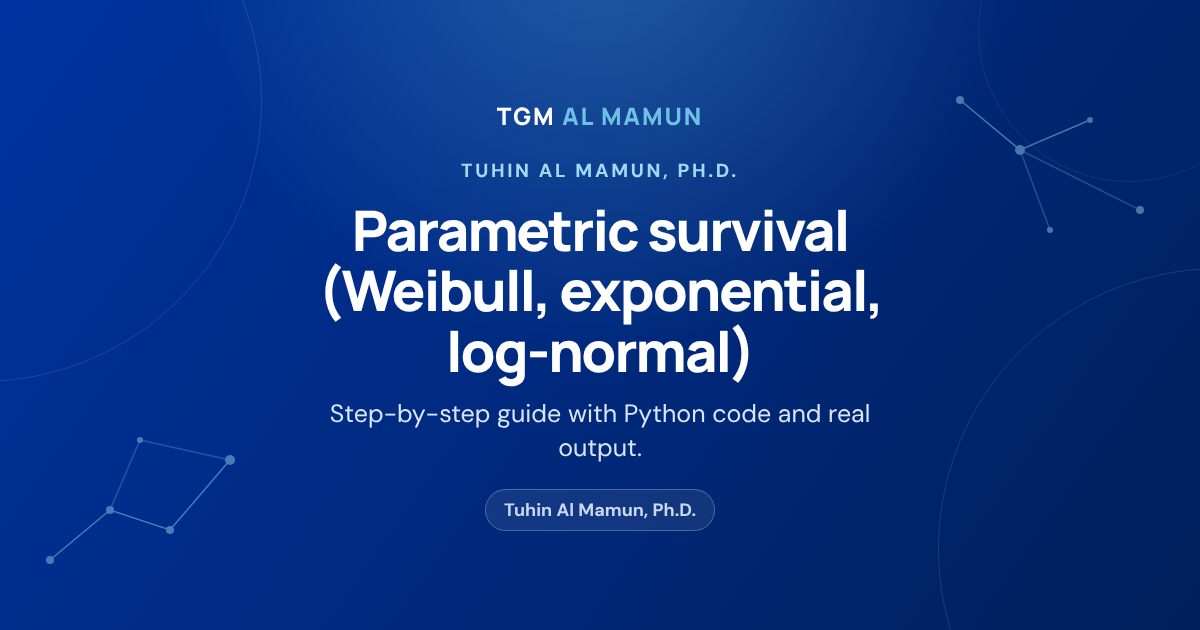 TGM AL MAMUN
TUHIN AL MAMUN, PH.D.
Parametric survival
(Weibull, exponential,
log-normal)
Step-by-step guide with Python code and real
output.
Tuhin Al Mamun, Ph.D.